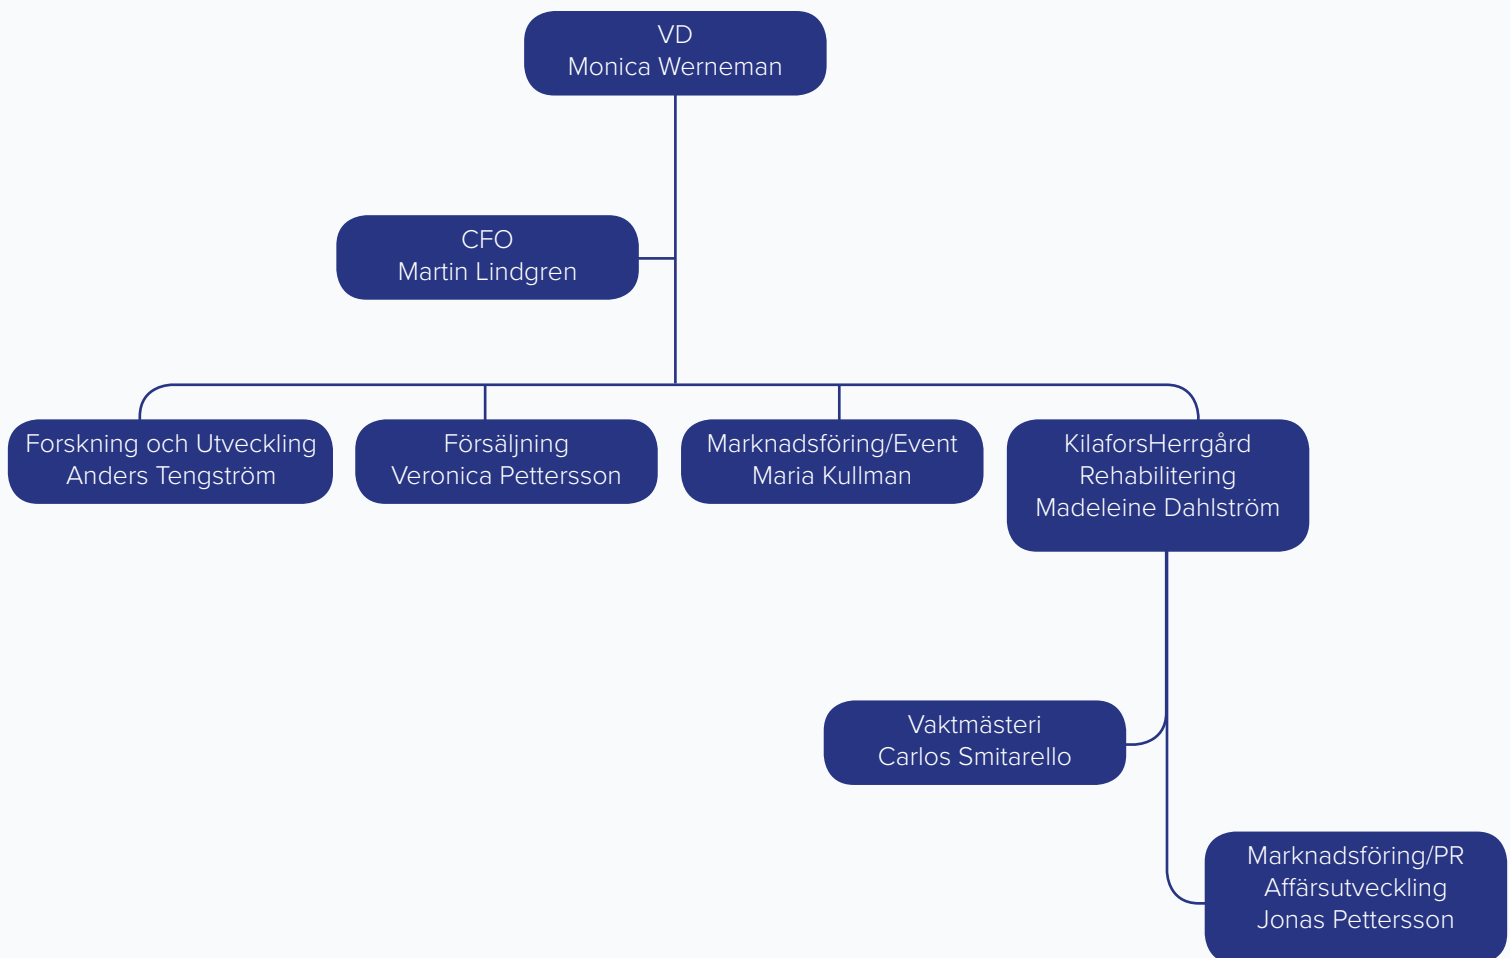 VD
Monica Werneman
CFO
Martin Lindgren
Forskning och Utveckling
Anders Tengström
Försäljning
Veronica Pettersson
Marknadsföring/Event
Maria Kullman
KilaforsHerrgård
Rehabilitering
Madeleine Dahlström
Vaktmästeri
Carlos Smitarello
Marknadsföring/PR
Affärsutveckling
Jonas Pettersson